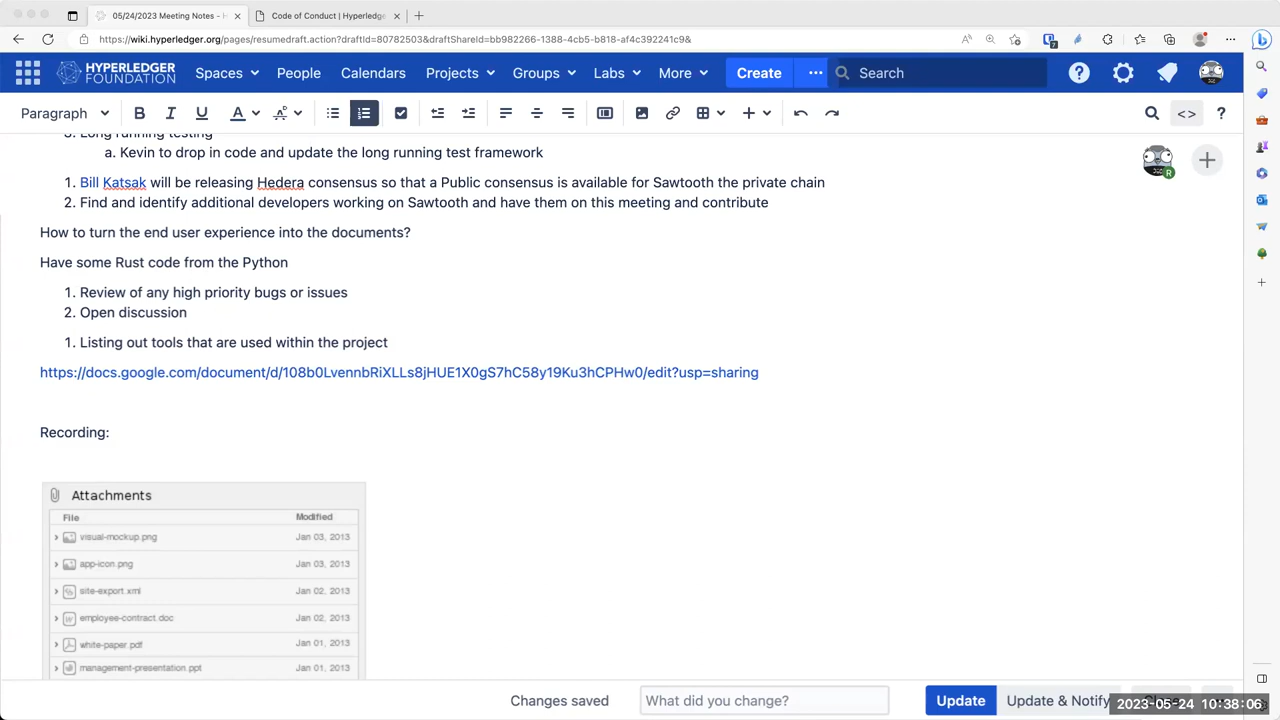 05/24/2023 Meeting Notes -
Code of Conduct | Hyperledge
https://wiki.hyperledger.org/pages/resumedraft.action?draftId=80782503&draftShareId=bb982266-1388-4cb5-b818-af4c392241c9&
HYPERLEDGER
FOUNDATION
Spaces
People
Calendars
Projects
Groups
Labs
More
Create
Search
Paragraph
3. Long running testing
a. Kevin to drop in code and update the long running test framework
1. Bill Katsak will be releasing Hedera consensus so that a Public consensus is available for Sawtooth the private chain
2. Find and identify additional developers working on Sawtooth and have them on this meeting and contribute
How to turn the end user experience into the documents?
Have some Rust code from the Python
1. Review of any high priority bugs or issues
2. Open discussion
1. Listing out tools that are used within the project
https://docs.google.com/document/d/108b0LvennbRiXLLs8jHUE1X0gS7hC58y19Ku3hCPHw0/edit?usp=sharing
Recording:
Attachments
File Modified
visual-mockup.png Jan 03, 2013
app-icon.png Jan 03, 2013
site-export.xml Jan 02, 2013
employee-contract.doc Jan 02, 2013
white-paper.pdf Jan 01, 2013
management-presentation.ppt Jan 01, 2013
Changes saved
What did you change?
Update
Update & Notify
2023-05-24 10:38:06